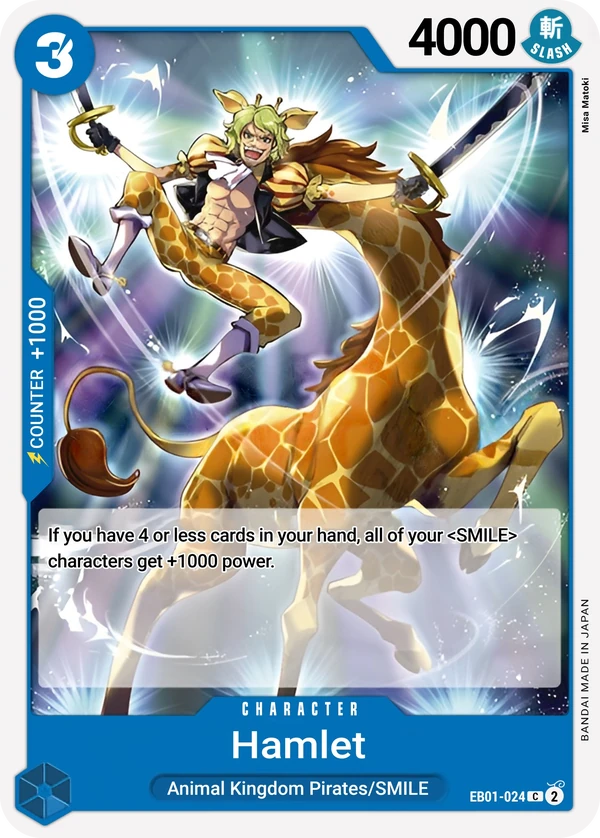 3
4000
斬
SLASH
Misa Matoki
COUNTER +1000
If you have 4 or less cards in your hand, all of your <SMILE>
characters get +1000 power.
BANDAI MADE IN JAPAN
CHARACTER
Hamlet
Animal Kingdom Pirates/SMILE
EB01-024 C 2